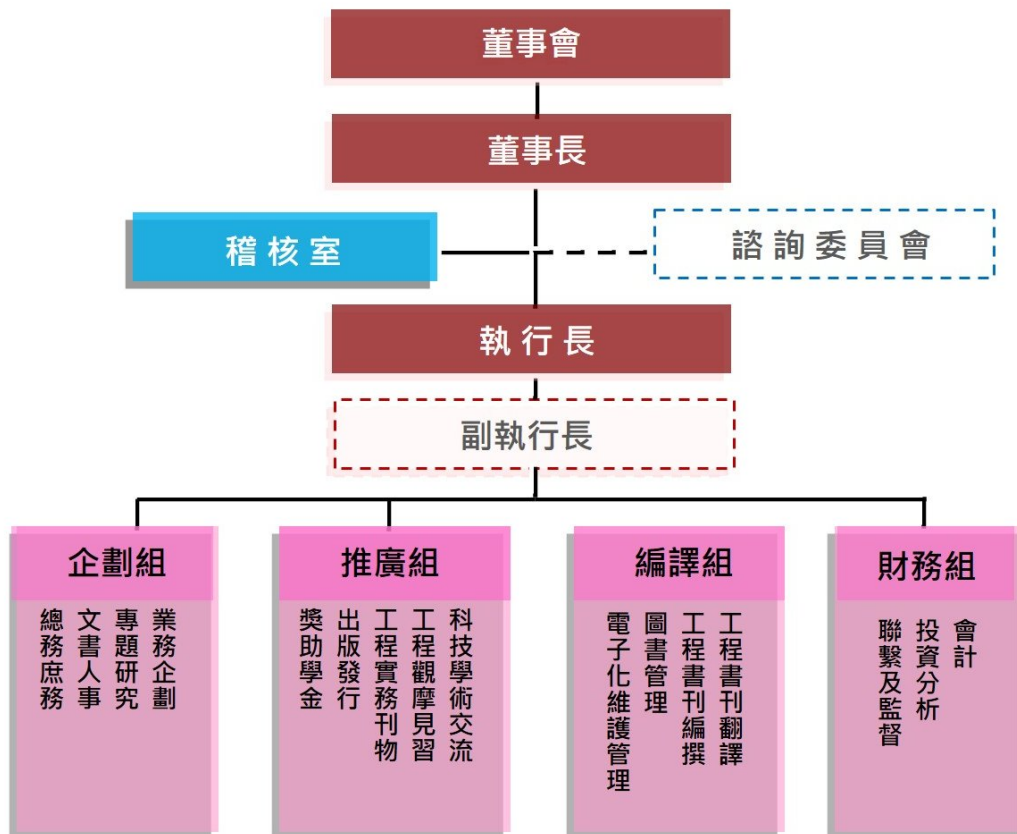 董事會
董事長
稽核室
諮詢委員會
執行長
副執行長
企劃組
業務企劃
專題研究
文書人事
總務庶務
推廣組
科技學術交流
工程觀摩見習
工程實務刊物
出版發行
獎助學金
編譯組
工程書刊翻譯
工程書刊編撰
圖書管理
電子化維護管理
財務組
會計
投資分析
聯繫及監督